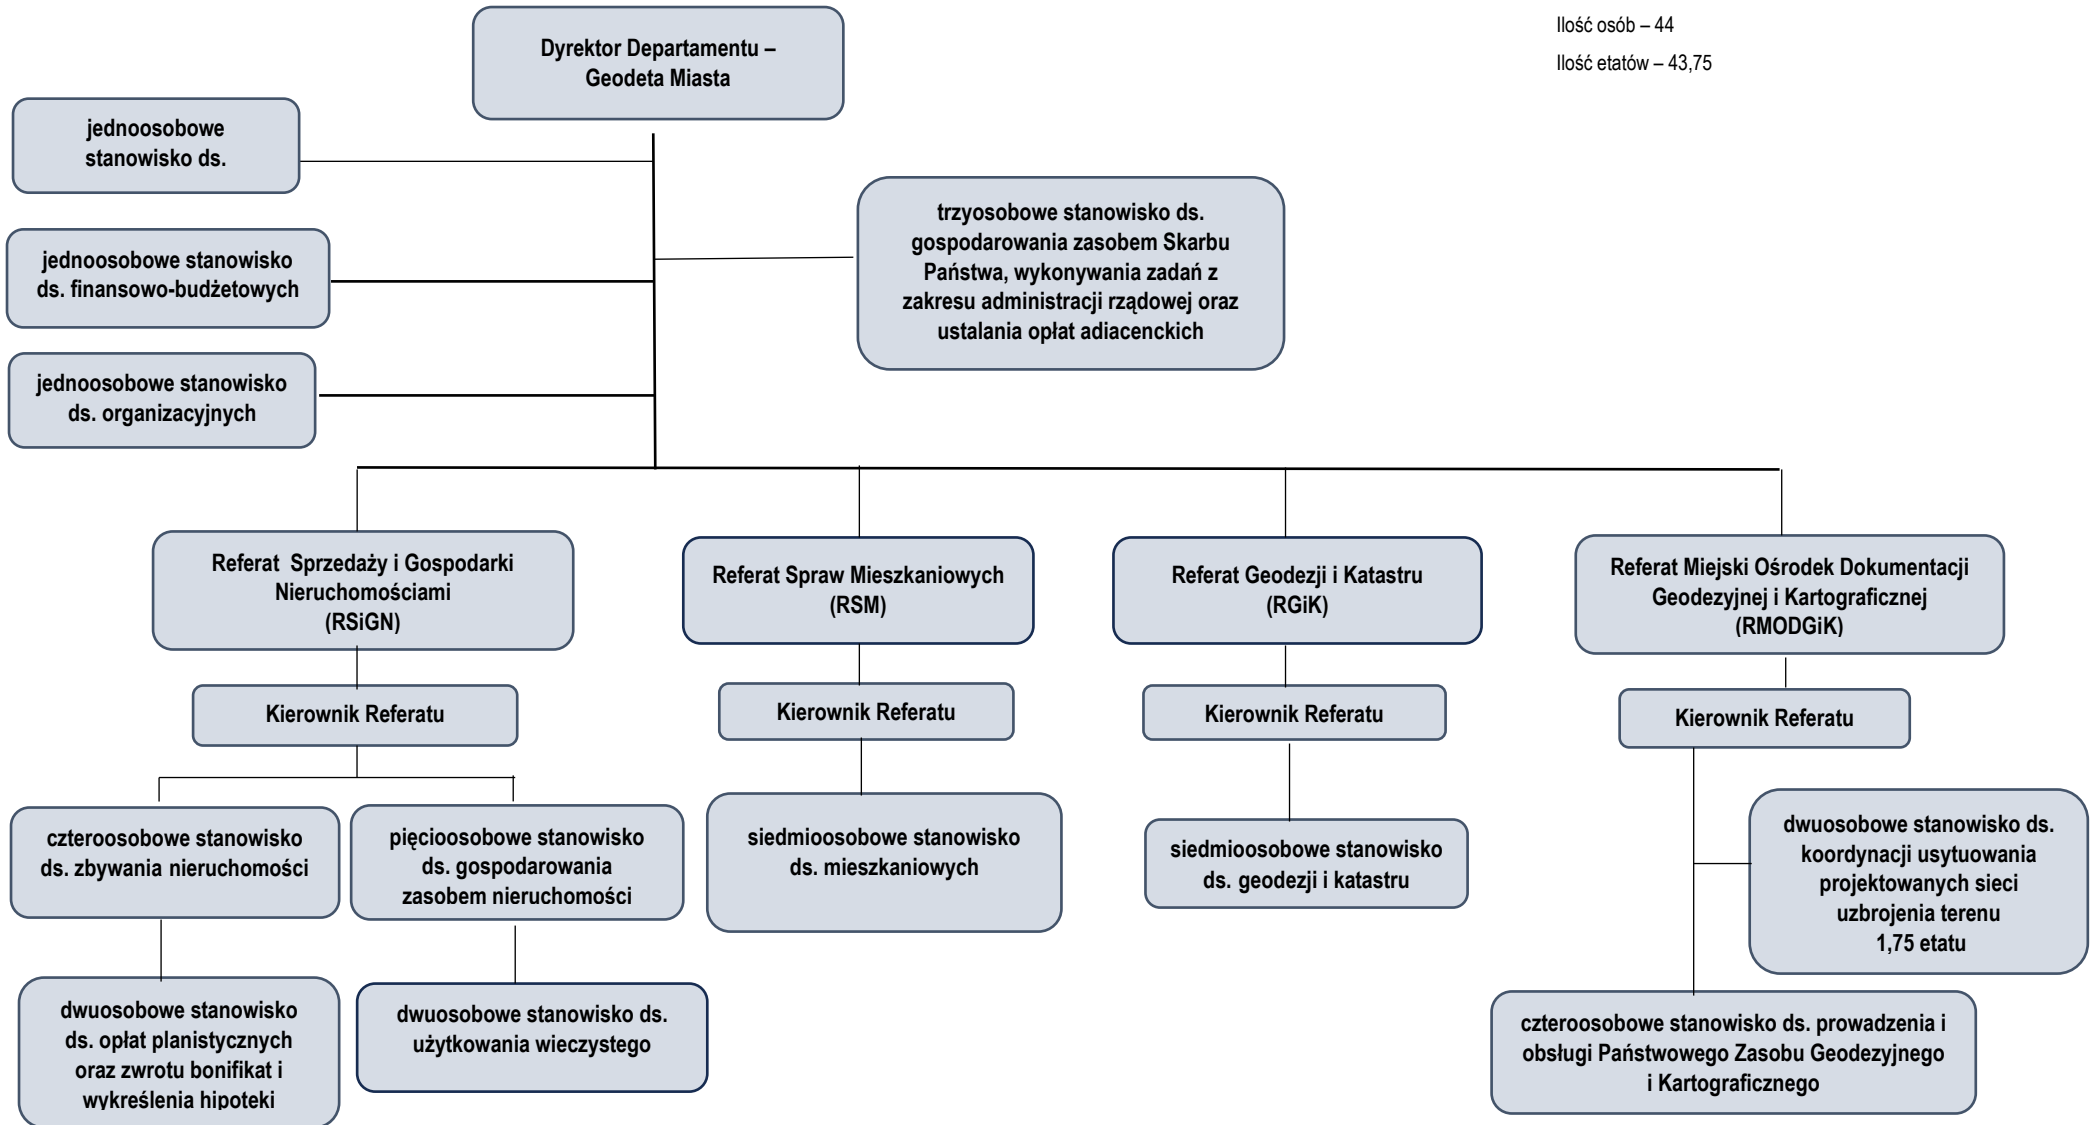 Ilość osób – 44
Ilość etatów – 43,75
Dyrektor Departamentu –
Geodeta Miasta
jednoosobowe
stanowisko ds.
trzyosobowe stanowisko ds.
gospodarowania zasobem Skarbu
Państwa, wykonywania zadań z
zakresu administracji rządowej oraz
ustalania opłat adiacenckich
jednoosobowe stanowisko
ds. finansowo-budżetowych
jednoosobowe stanowisko
ds. organizacyjnych
Referat Sprzedaży i Gospodarki
Nieruchomościami
(RSiGN)
Referat Spraw Mieszkaniowych
(RSM)
Referat Geodezji i Katastru
(RGiK)
Referat Miejski Ośrodek Dokumentacji
Geodezyjnej i Kartograficznej
(RMODGiK)
Kierownik Referatu
Kierownik Referatu
Kierownik Referatu
Kierownik Referatu
czteroosobowe stanowisko
ds. zbywania nieruchomości
pięcioosobowe stanowisko
ds. gospodarowania
zasobem nieruchomości
siedmioosobowe stanowisko
ds. mieszkaniowych
siedmioosobowe stanowisko
ds. geodezji i katastru
dwuosobowe stanowisko ds.
koordynacji usytuowania
projektowanych sieci
uzbrojenia terenu
1,75 etatu
dwuosobowe stanowisko
ds. opłat planistycznych
oraz zwrotu bonifikat i
wykreślenia hipoteki
dwuosobowe stanowisko ds.
użytkowania wieczystego
czteroosobowe stanowisko ds. prowadzenia i
obsługi Państwowego Zasobu Geodezyjnego
i Kartograficznego